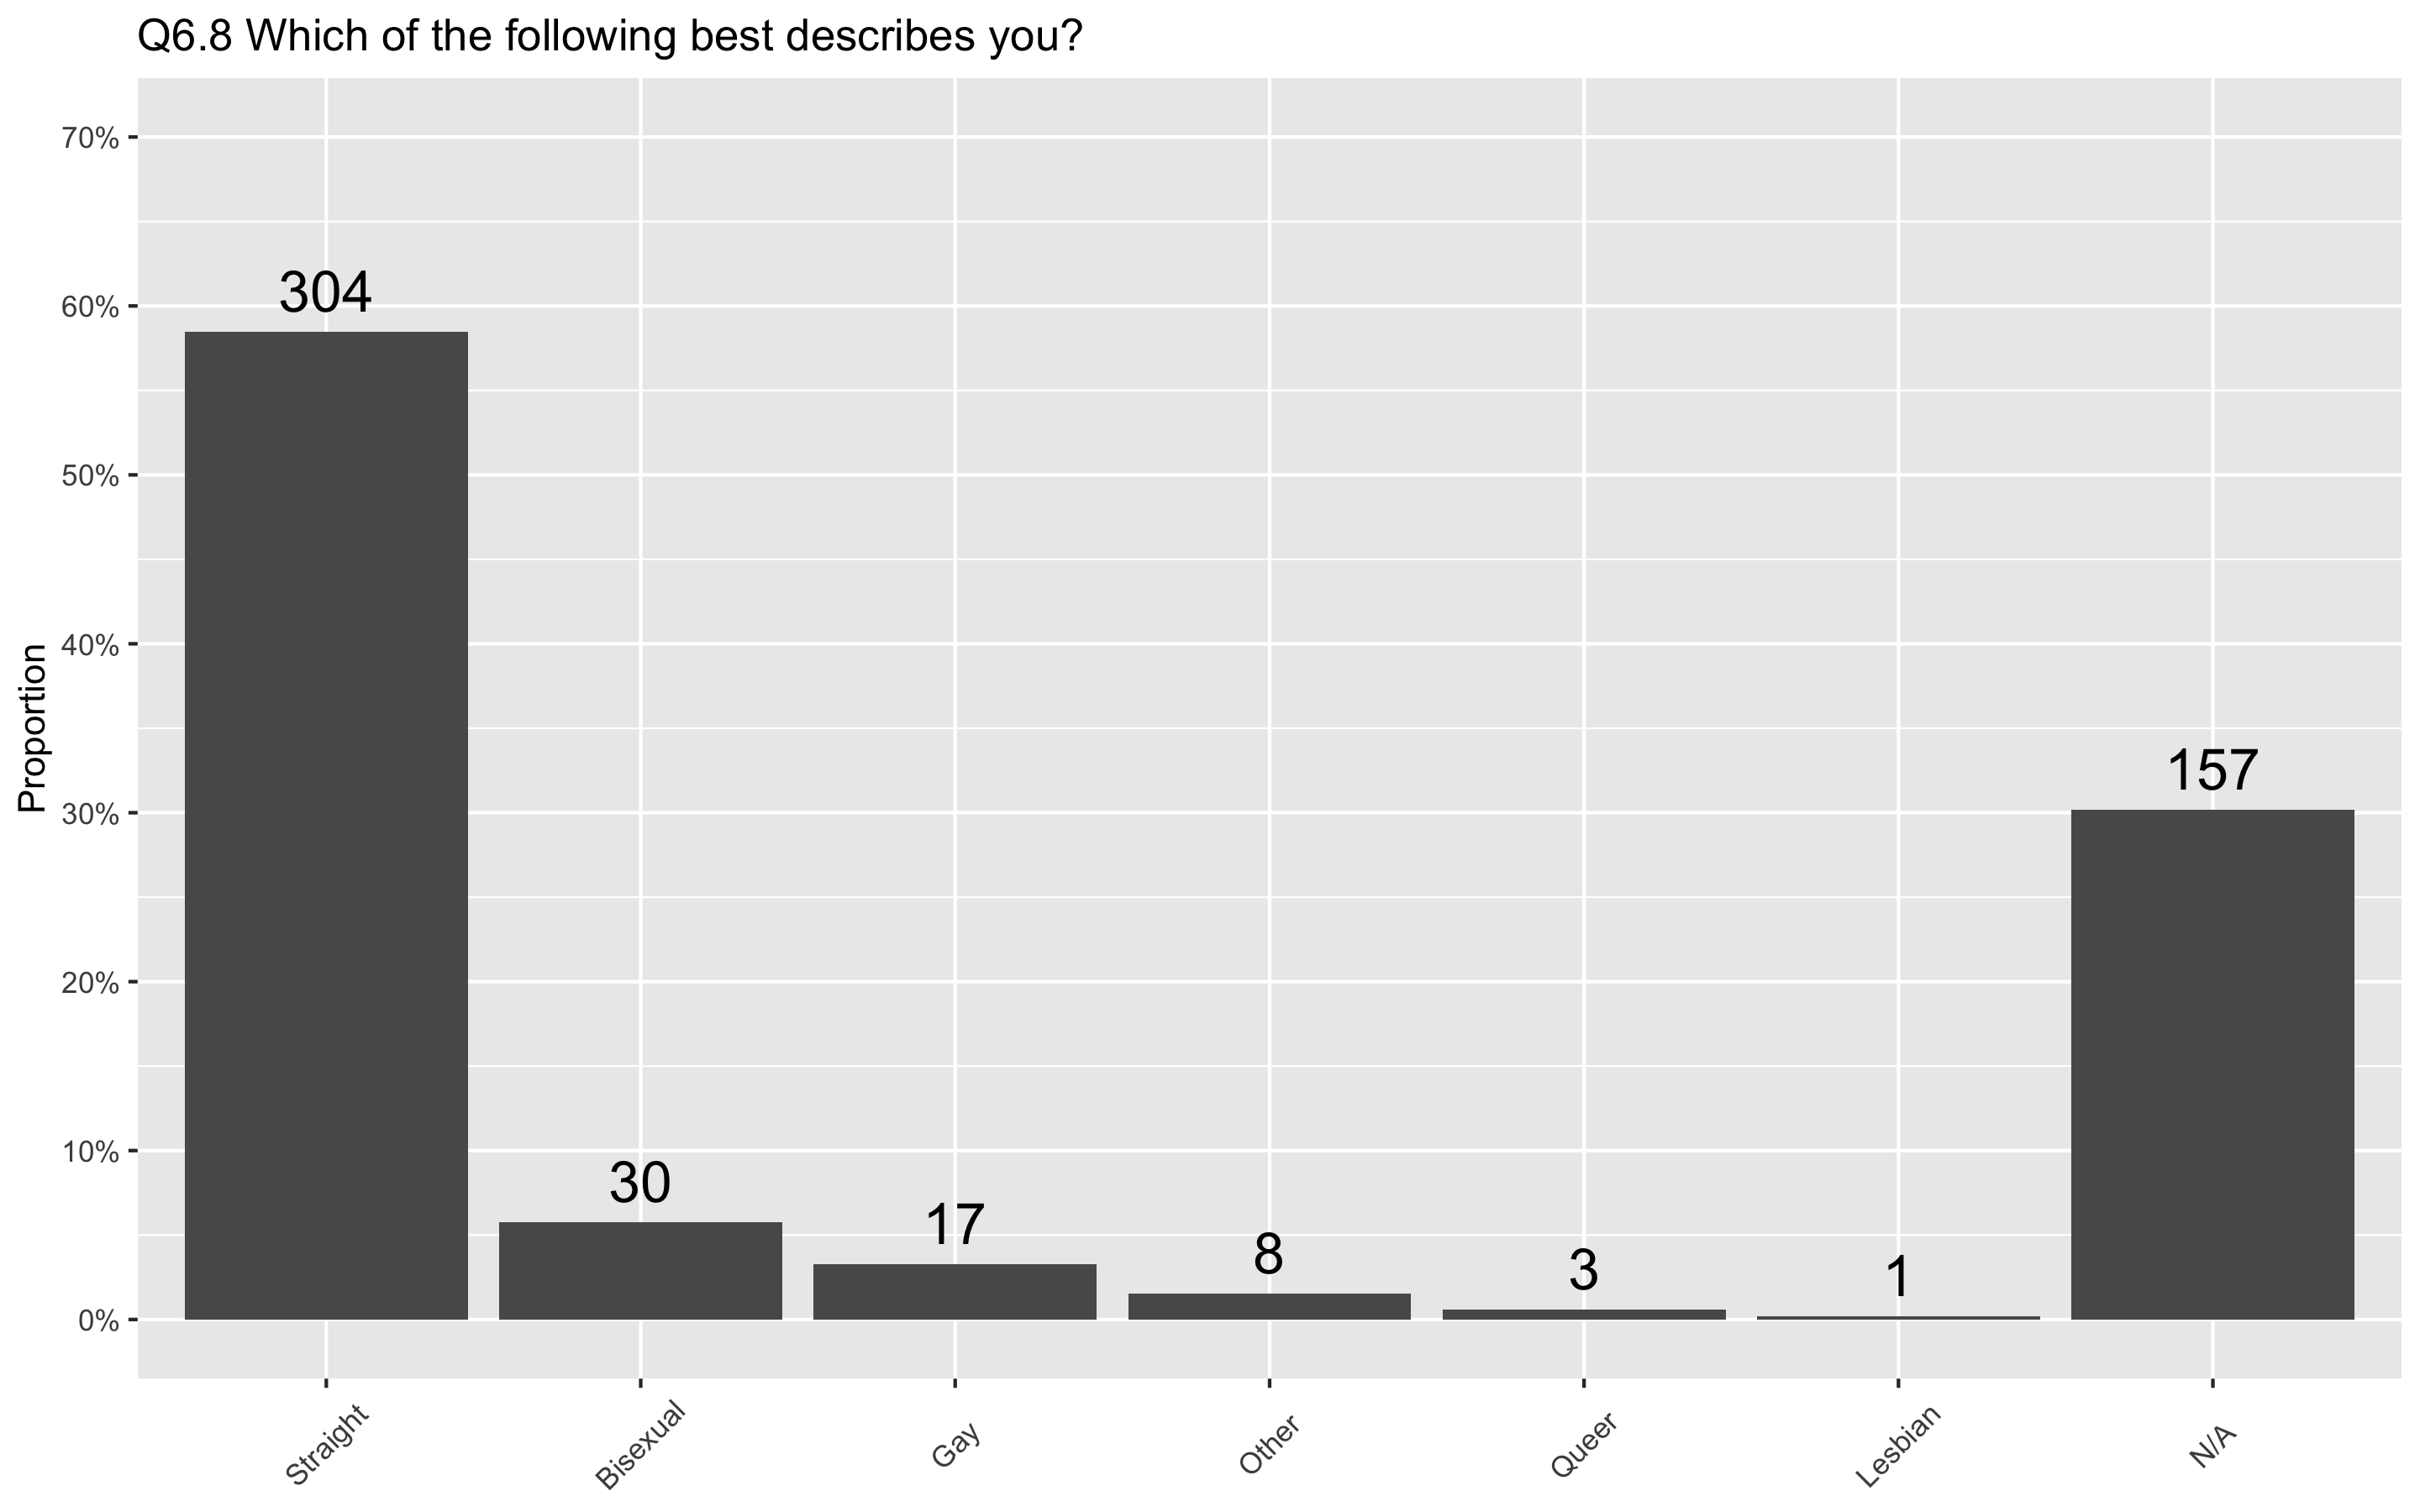 Q6.8 Which of the following best describes you?
Proportion
70%
60%
50%
40%
30%
20%
10%
0%
304
30
17
8
3
1
157
Straight
Bisexual
Gay
Other
Queer
Lesbian
N/A